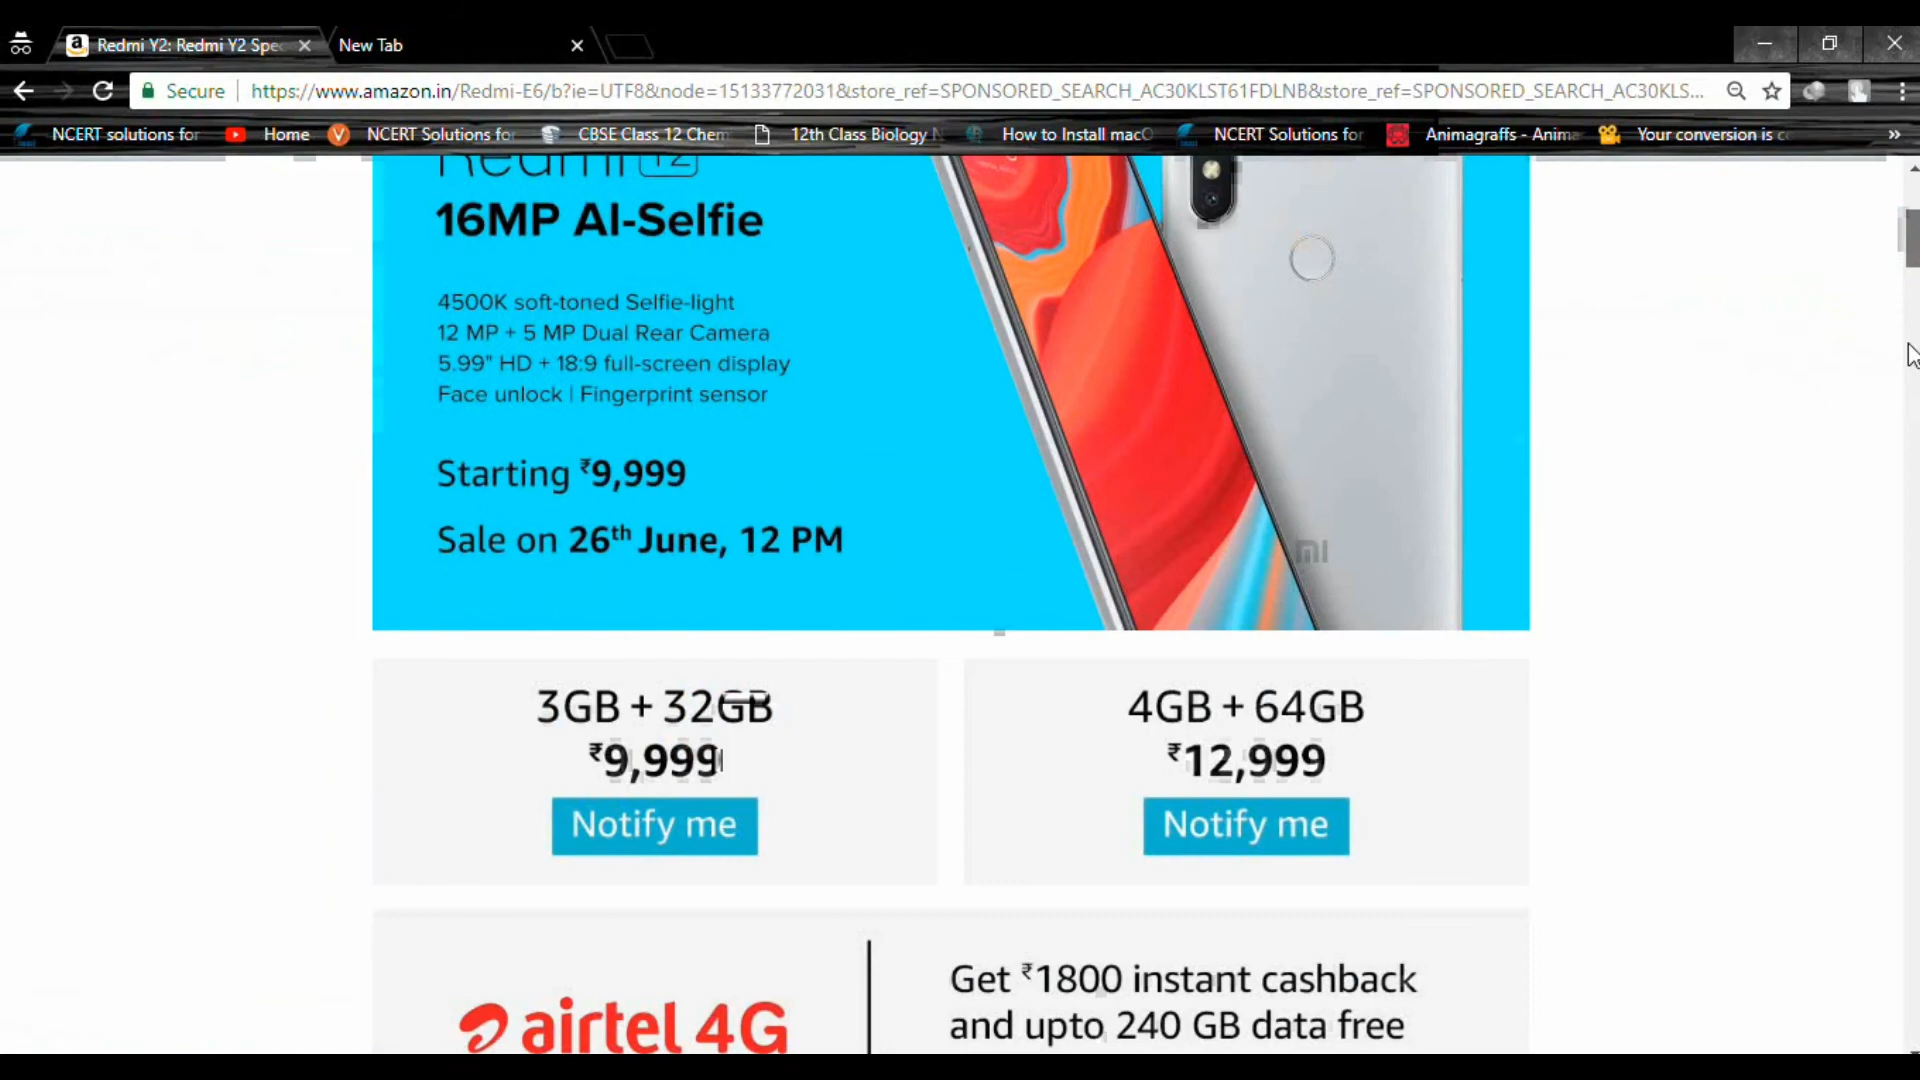 Redmi Y2: Redmi Y2 Spe
New Tab
Secure
https://www.amazon.in/Redmi-E6/b?ie=UTF8&node=15133772031&store_ref=SPONSORED_SEARCH_AC30KLST61FDLNB&store_ref=SPONSORED_SEARCH_AC30KLS...
NCERT solutions for
Home
NCERT Solutions for
CBSE Class 12 Chem
12th Class Biology N
How to Install macO
NCERT Solutions for
Animagraffs - Anima
Your conversion is c
»
Redmi Y2
16MP AI-Selfie
4500K soft-toned Selfie-light
12 MP + 5 MP Dual Rear Camera
5.99" HD + 18:9 full-screen display
Face unlock | Fingerprint sensor
Starting ₹9,999
Sale on 26th June, 12 PM
MI
3GB + 32GB
₹9,999
Notify me
4GB + 64GB
₹12,999
Notify me
airtel 4G
Get ₹1800 instant cashback
and upto 240 GB data free